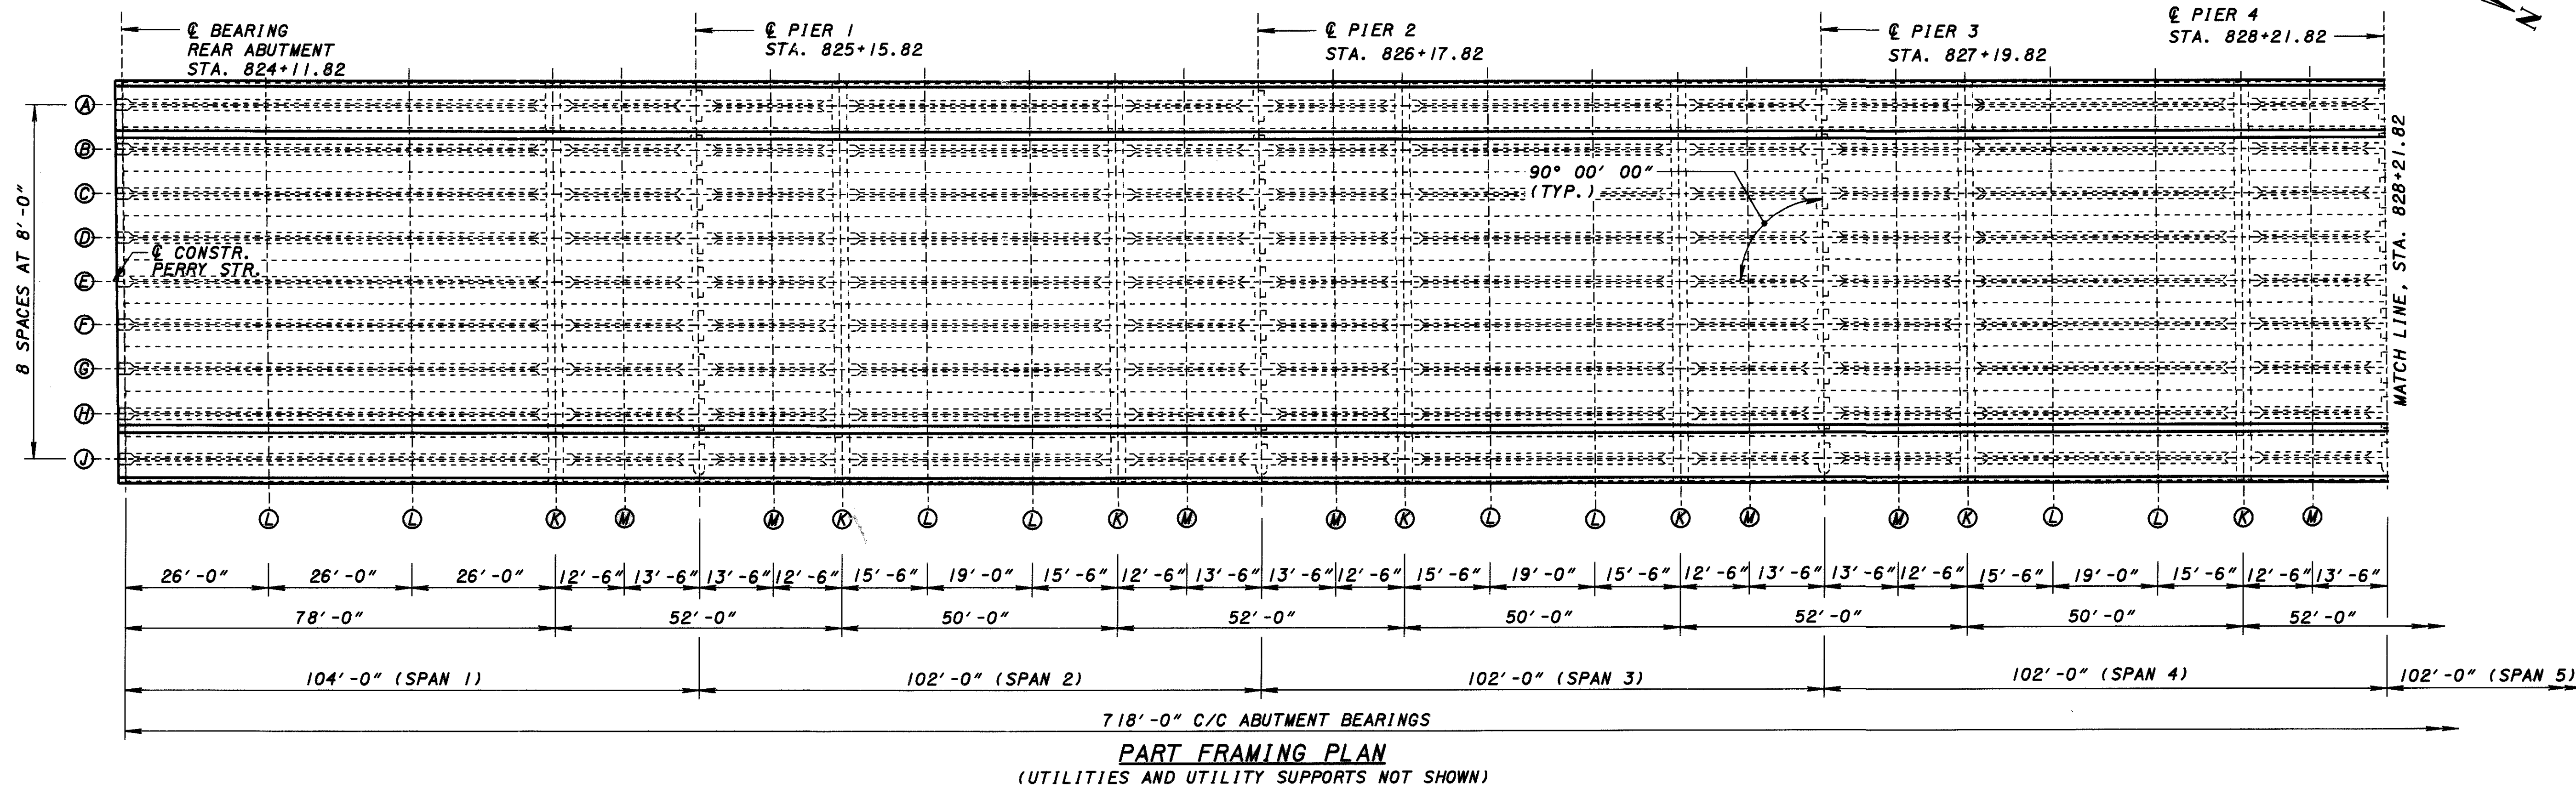 ℄ BEARING
REAR ABUTMENT
STA. 824+11.82
℄ PIER 1
STA. 825+15.82
℄ PIER 2
STA. 826+17.82
℄ PIER 3
STA. 827+19.82
℄ PIER 4
STA. 828+21.82
N
A
B
C
D
E
F
G
H
J
8 SPACES AT 8'-0"
℄ CONSTR.
PERRY STR.
90° 00' 00"
(TYP.)
MATCH LINE, STA. 828+21.82
L L K M M K L L K M M K L L K M M K L L K M
26'-0" 26'-0" 26'-0" 12'-6" 13'-6" 13'-6" 12'-6" 15'-6" 19'-0" 15'-6" 12'-6" 13'-6" 13'-6" 12'-6" 15'-6" 19'-0" 15'-6" 12'-6" 13'-6" 13'-6" 12'-6" 15'-6" 19'-0" 15'-6" 12'-6" 13'-6"
78'-0" 52'-0" 50'-0" 52'-0" 50'-0" 52'-0" 50'-0" 52'-0"
104'-0" (SPAN 1) 102'-0" (SPAN 2) 102'-0" (SPAN 3) 102'-0" (SPAN 4) 102'-0" (SPAN 5)
718'-0" C/C ABUTMENT BEARINGS
PART FRAMING PLAN
(UTILITIES AND UTILITY SUPPORTS NOT SHOWN)